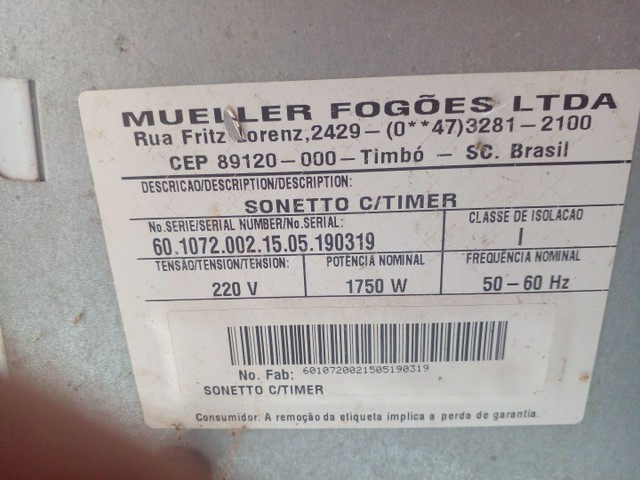 MUELLER FOGÕES LTDA
Rua Fritz Lorenz,2429-(0**47)3281-2100
CEP 89120-000-Timbó - SC. Brasil
DESCRICAO/DESCRIPTION/DESCRIPTION:
SONETTO C/TIMER
No.SERIE/SERIAL NUMBER/No.SERIAL:
60.1072.002.15.05.190319
CLASSE DE ISOLACAO
I
TENSÃO/TENSION/TENSION:
220 V
POTENCIA NOMINAL
1750 W
FREQUENCIA NOMINAL
50-60 Hz
No. Fab: 6010720021505190319
SONETTO C/TIMER
Consumidor. A remoção da etiqueta implica a perda de garantia.